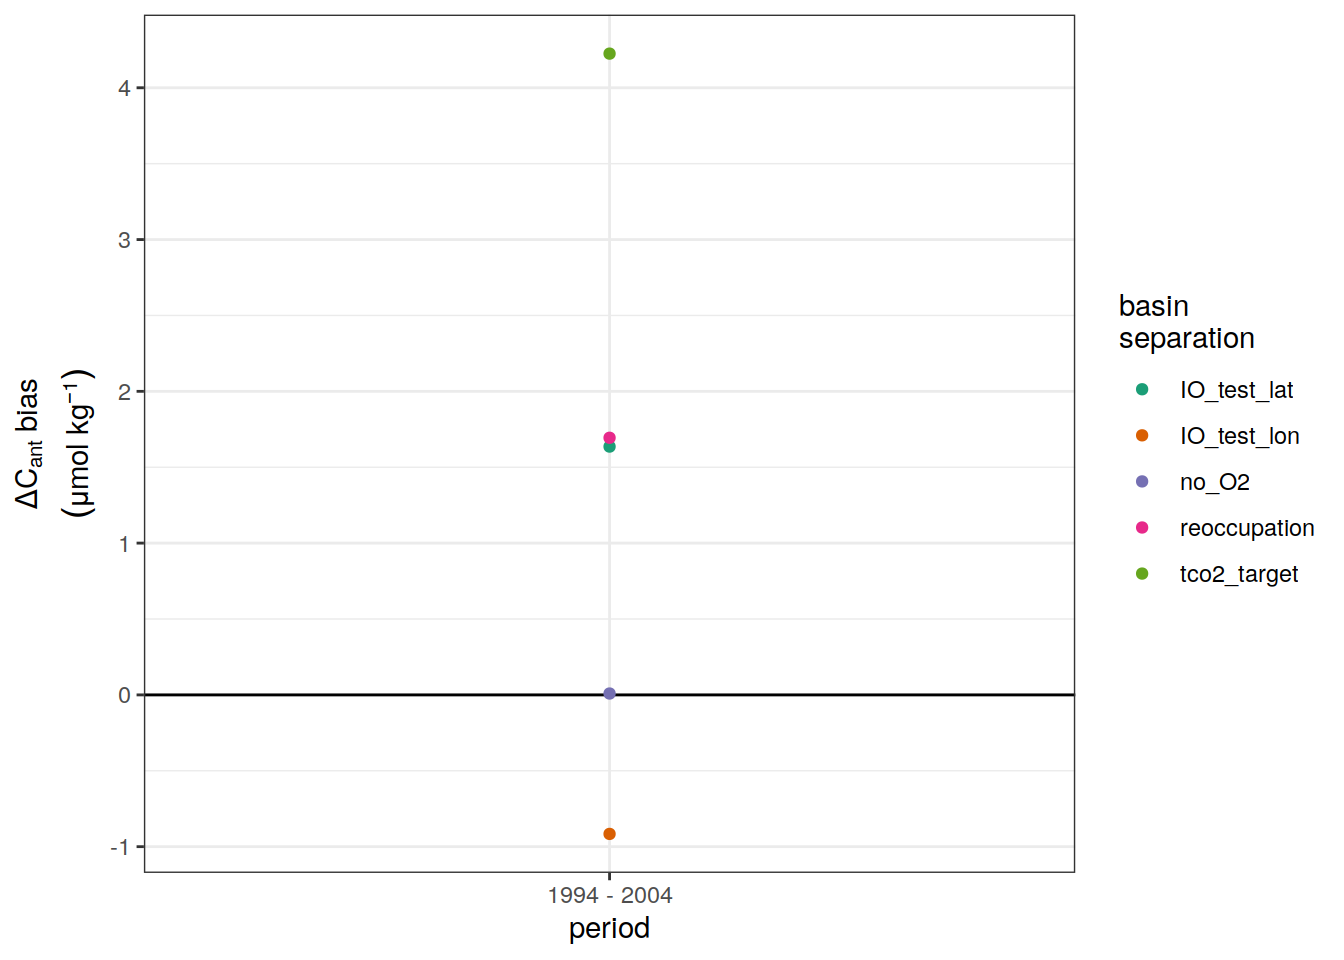 ΔCant bias
(μmol kg⁻¹)
4
3
2
1
0
-1
1994 - 2004
period
basin
separation
IO_test_lat
IO_test_lon
no_O2
reoccupation
tco2_target